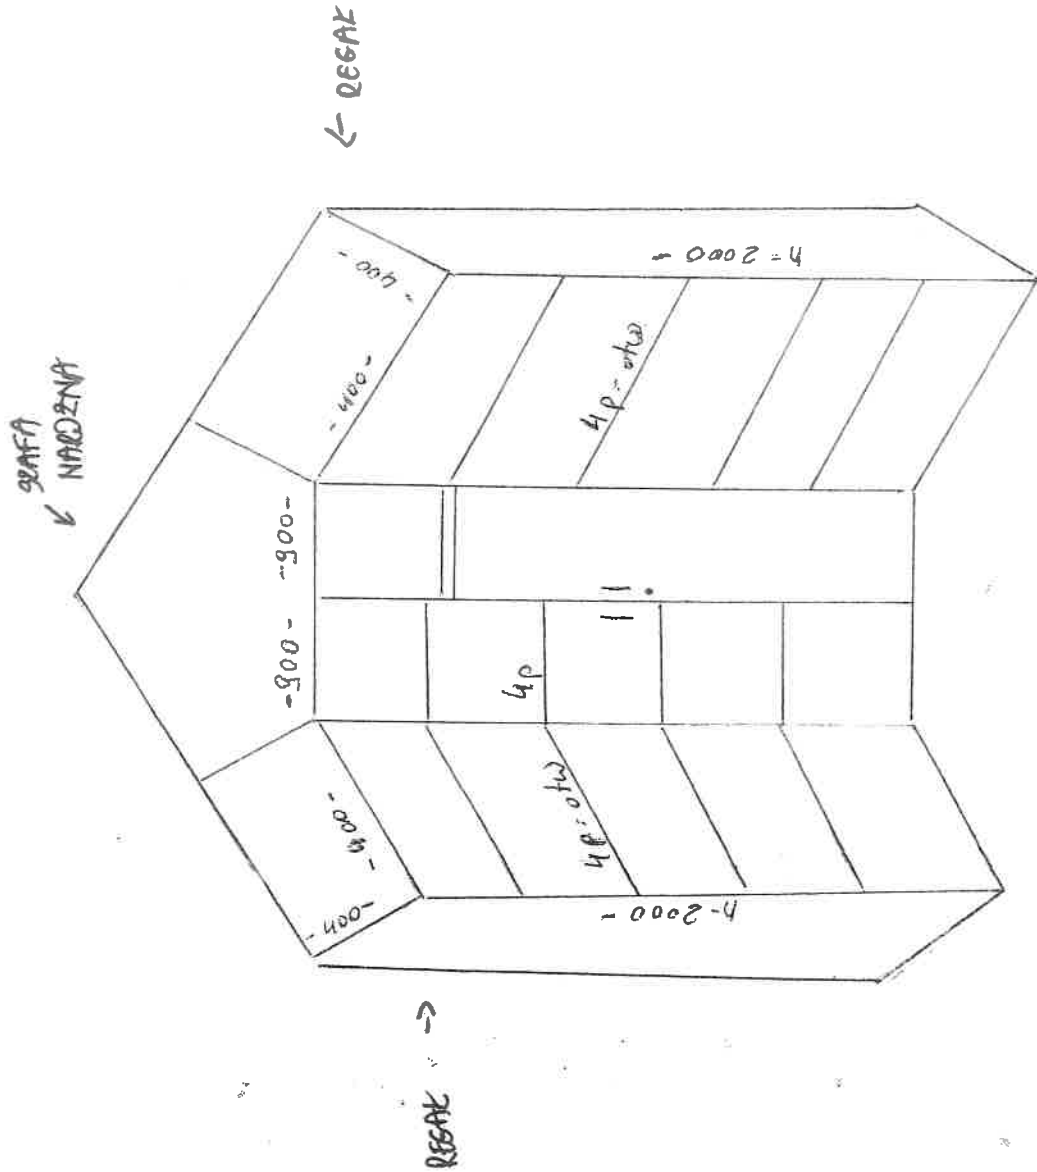 SZAFA
NAROŻNA
← REGAŁ
- 400 -
- 400 -
- 900 -
- 900 -
- 400 -
- 400 -
h = 2000 -
4p = otw.
4p
4p = otw
h - 2000 -
REGAŁ →